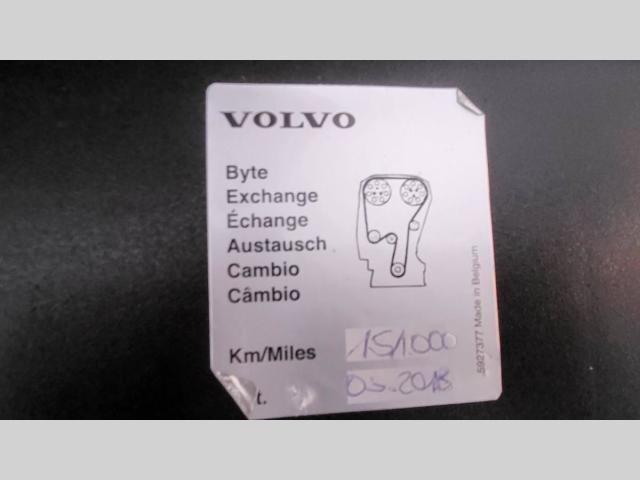 VOLVO
Byte
Exchange
Échange
Austausch
Cambio
Câmbio
Km/Miles 151.000
t. 05.2018
5927377 Made in Belgium